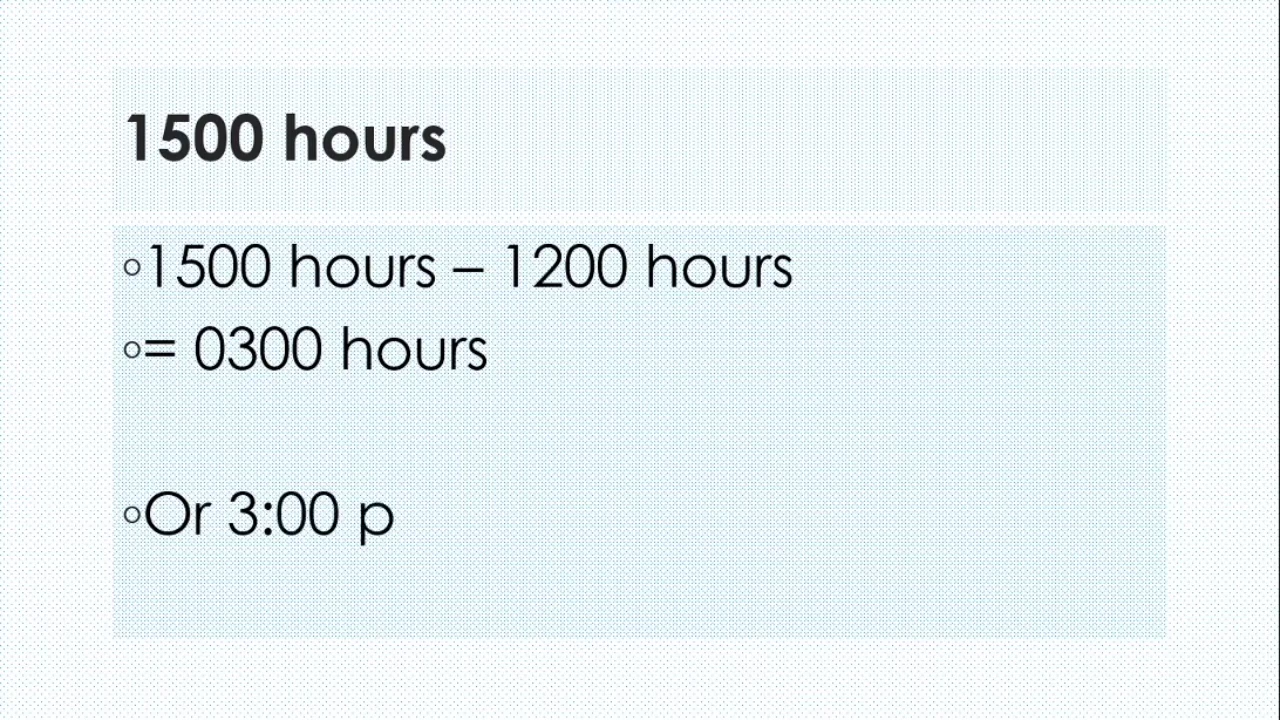 1500 hours
◦1500 hours – 1200 hours
◦= 0300 hours
◦Or 3:00 p